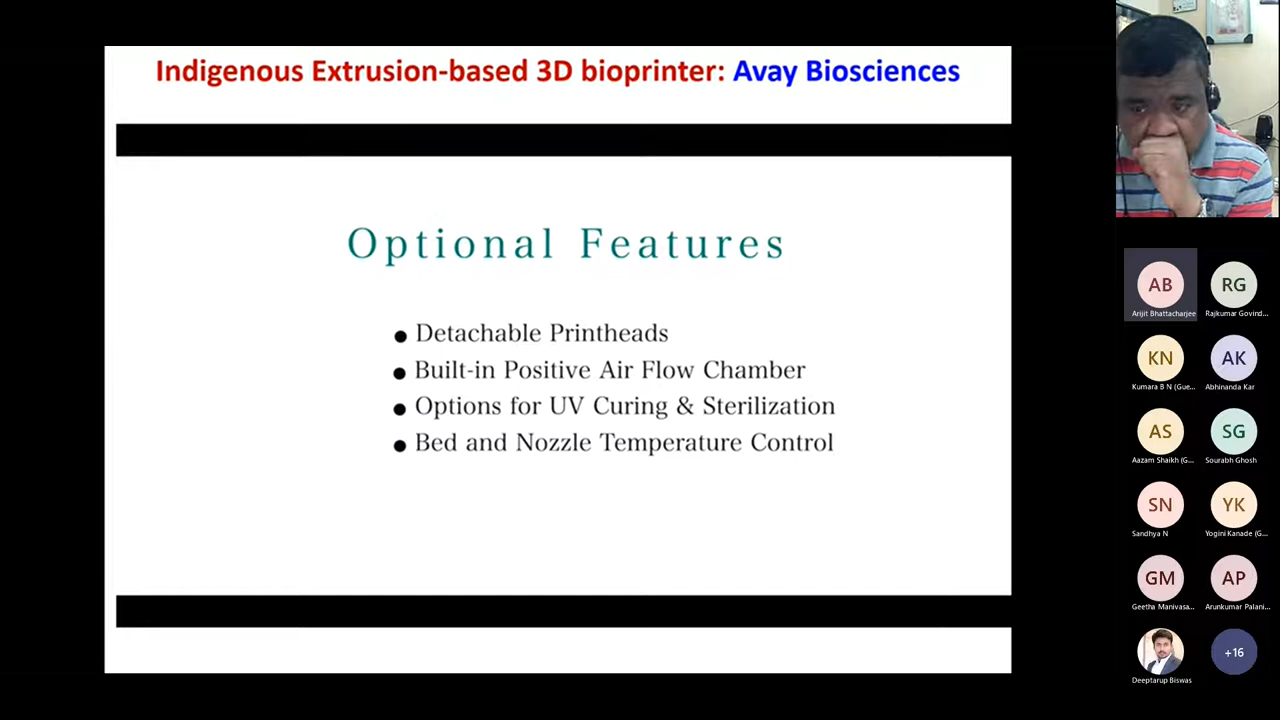 Indigenous Extrusion-based 3D bioprinter: Avay Biosciences
Optional Features
● Detachable Printheads
● Built-in Positive Air Flow Chamber
● Options for UV Curing & Sterilization
● Bed and Nozzle Temperature Control
AB
RG
Arijit Bhattacharjee
Rajkumar Govind...
KN
AK
Kumara B N (Gue...
Abhinanda Kar
AS
SG
Aazam Shaikh (G...
Sourabh Ghosh
SN
YK
Sandhya N
Yogini Kanade (G...
GM
AP
Geetha Manivasa...
Arunkumar Palani...
+16
Deeptarup Biswas